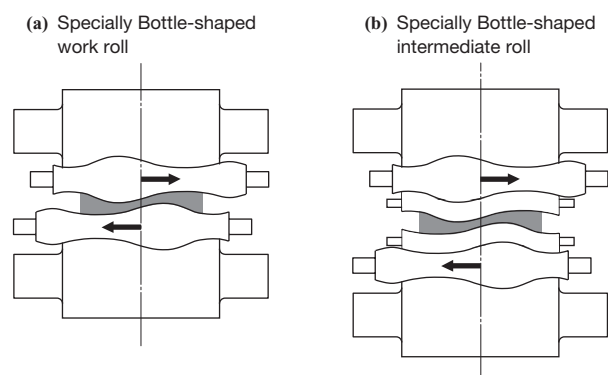 (a) Specially Bottle-shaped
work roll
(b) Specially Bottle-shaped
intermediate roll